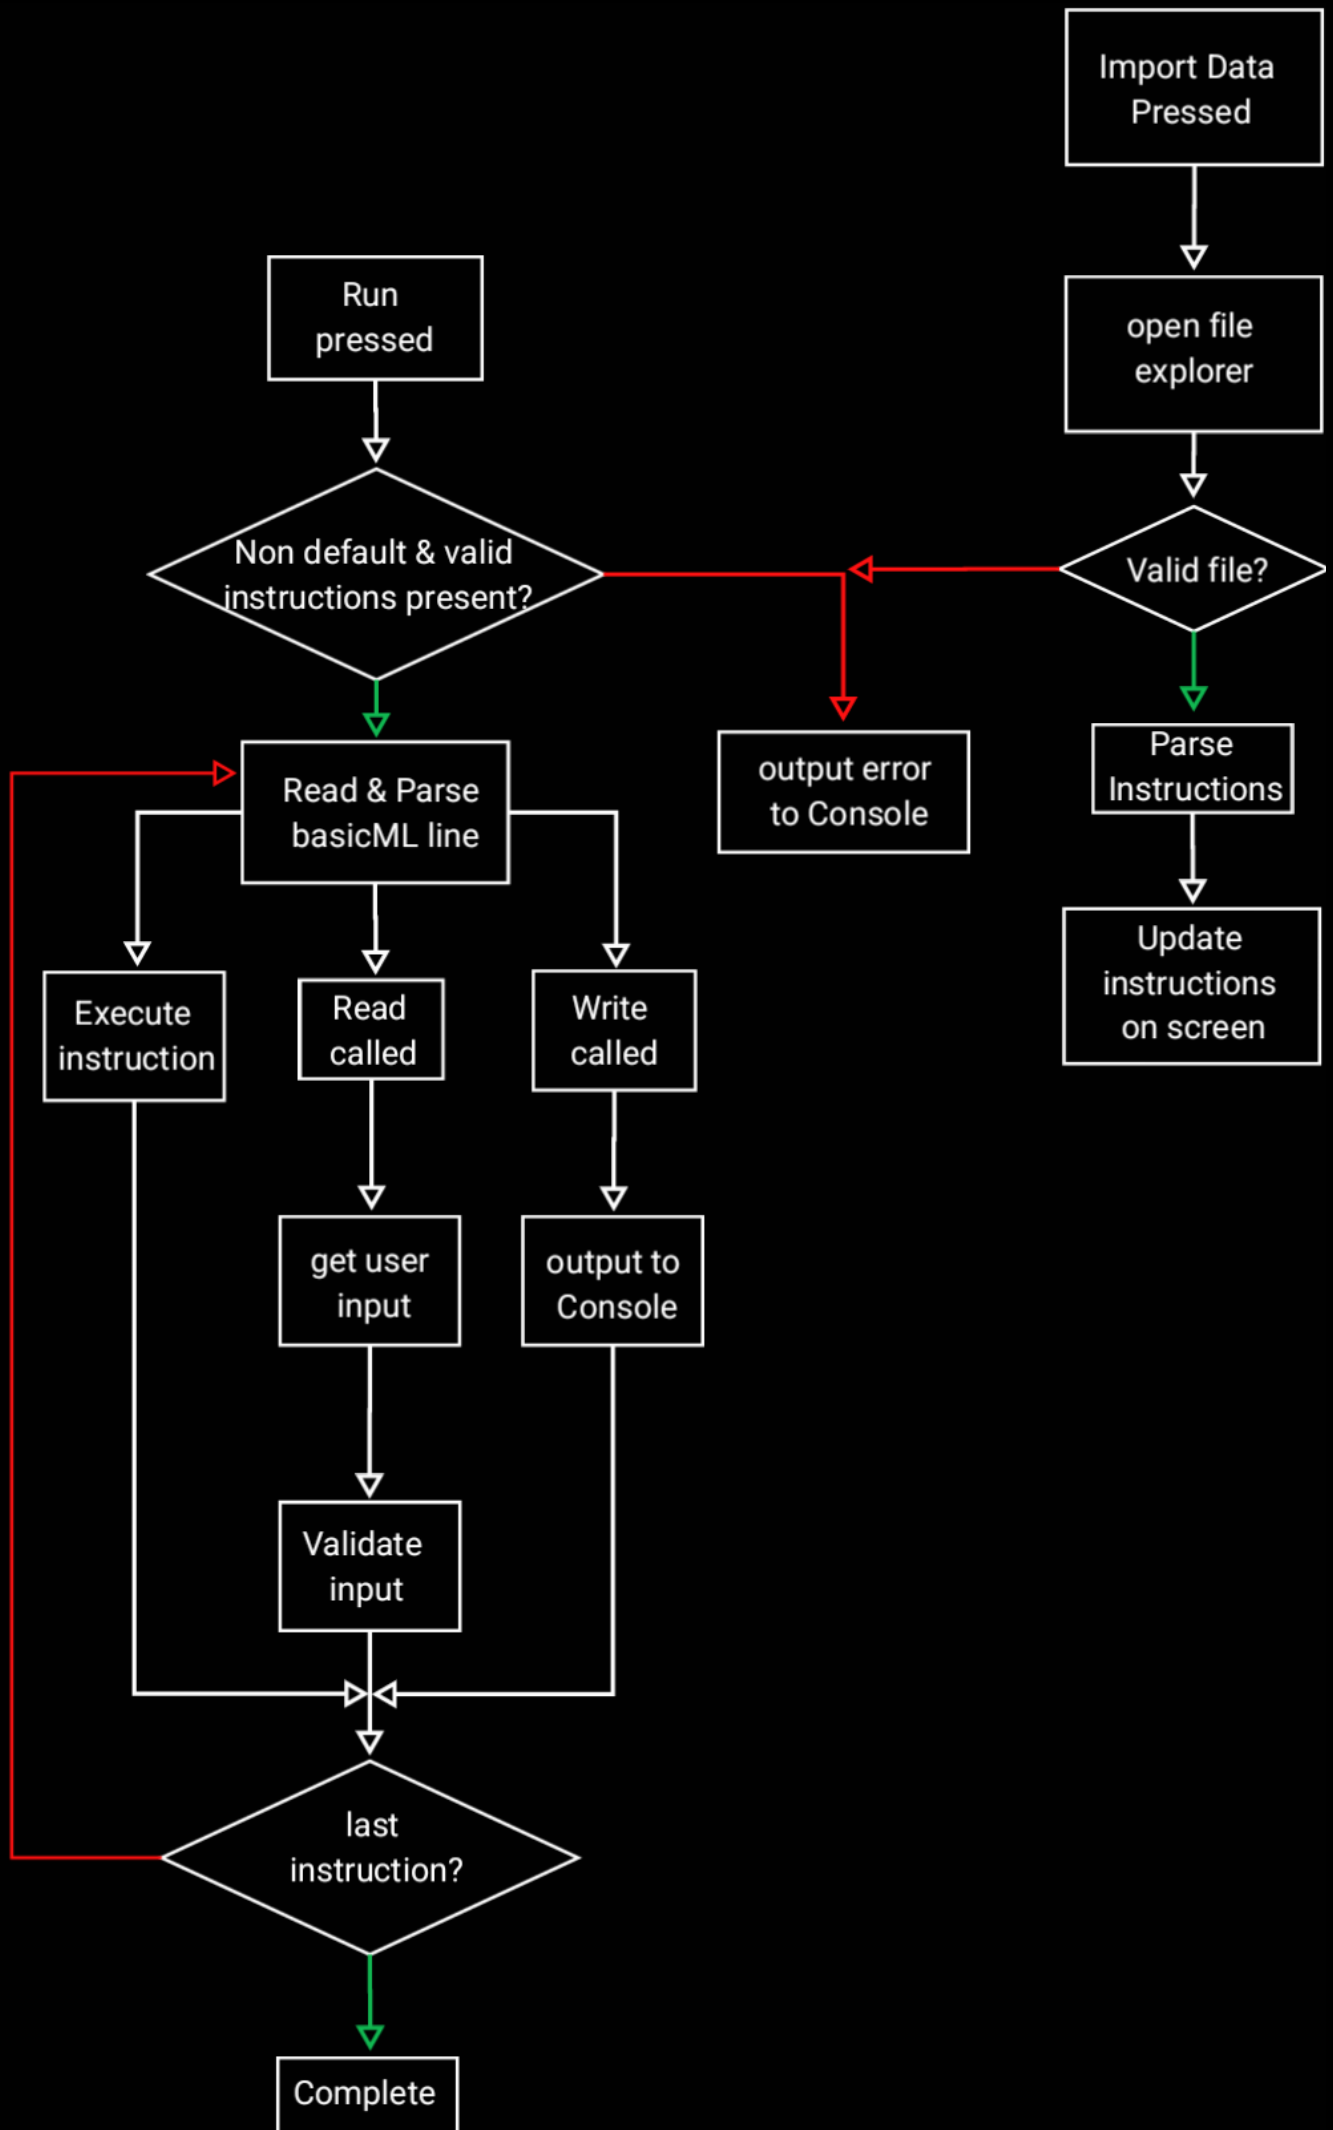 Import Data
Pressed
Run
pressed
open file
explorer
Non default & valid
instructions present?
Valid file?
Read & Parse
basicML line
output error
to Console
Parse
Instructions
Execute
instruction
Read
called
Write
called
Update
instructions
on screen
get user
input
output to
Console
Validate
input
last
instruction?
Complete